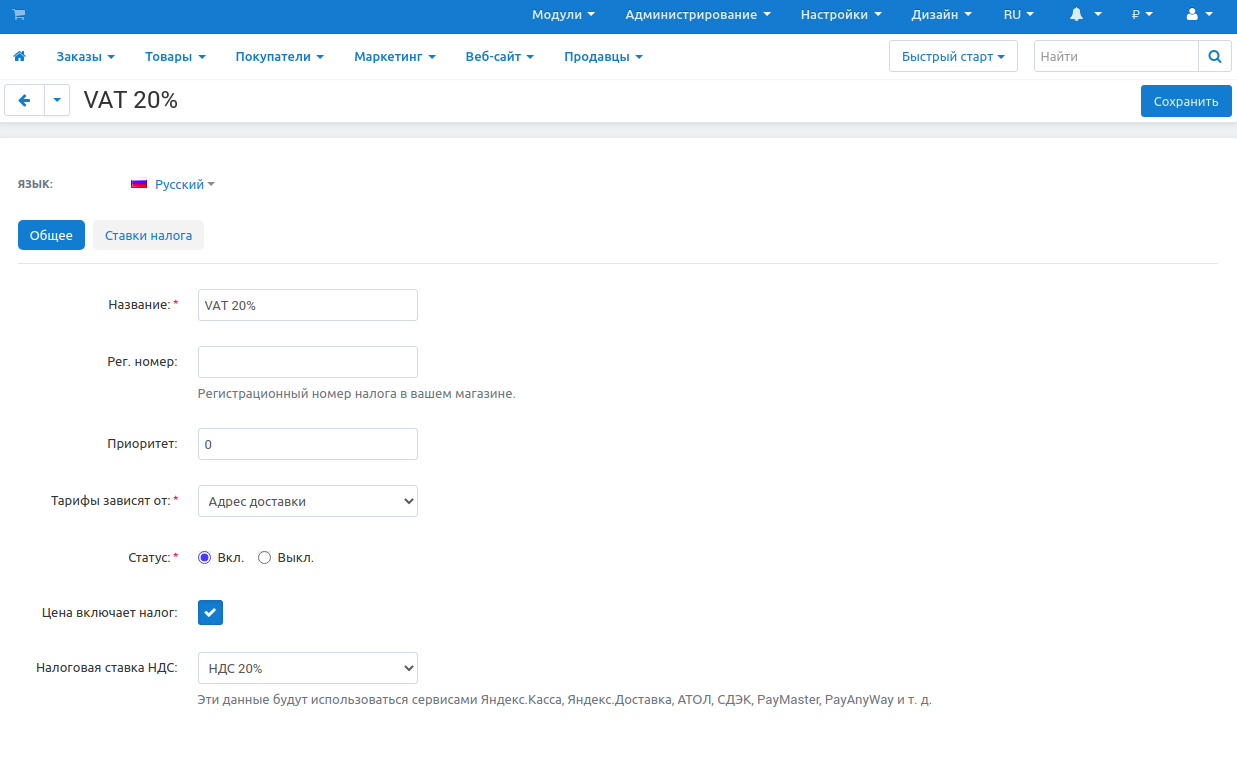 Модули Администрирование Настройки Дизайн RU ₽
Заказы Товары Покупатели Маркетинг Веб-сайт Продавцы Быстрый старт Найти
VAT 20% Сохранить
ЯЗЫК: Русский
Общее Ставки налога
Название:* VAT 20%
Рег. номер:
Регистрационный номер налога в вашем магазине.
Приоритет: 0
Тарифы зависят от:* Адрес доставки
Статус:* Вкл. Выкл.
Цена включает налог:
Налоговая ставка НДС: НДС 20%
Эти данные будут использоваться сервисами Яндекс.Касса, Яндекс.Доставка, АТОЛ, СДЭК, PayMaster, PayAnyWay и т. д.